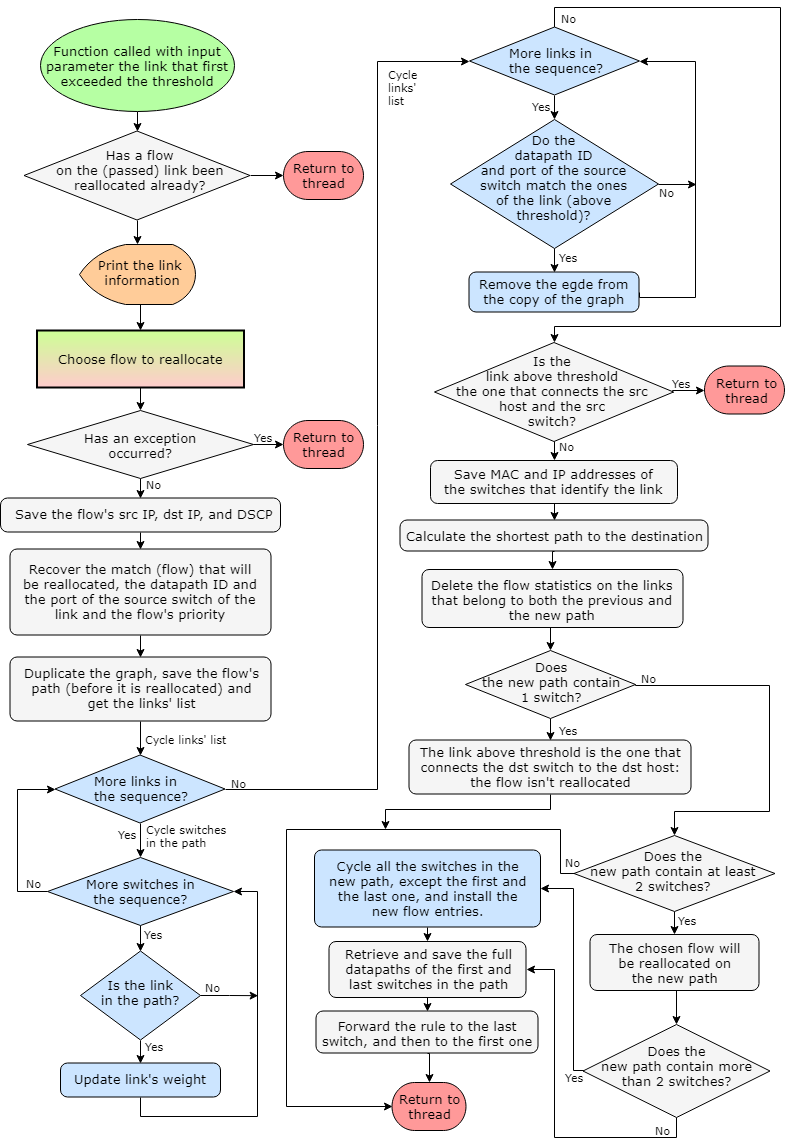 Function called with input
parameter the link that first
exceeded the threshold
Has a flow
on the (passed) link been
reallocated already?
Return to
thread
Print the link
information
Choose flow to reallocate
Has an exception
occurred?
Yes
Return to
thread
No
Save the flow's src IP, dst IP, and DSCP
Recover the match (flow) that will
be reallocated, the datapath ID and
the port of the source switch of the
link and the flow's priority
Duplicate the graph, save the flow's
path (before it is reallocated) and
get the links' list
Cycle links' list
More links in
the sequence?
No
Yes
Cycle switches
in the path
More switches in
the sequence?
No
Yes
Is the link
in the path?
No
Yes
Update link's weight
Cycle
links'
list
No
More links in
the sequence?
Yes
Do the
datapath ID
and port of the source
switch match the ones
of the link (above
threshold)?
No
Yes
Remove the egde from
the copy of the graph
Is the
link above threshold
the one that connects the src
host and the src
switch?
Yes
Return to
thread
No
Save MAC and IP addresses of
the switches that identify the link
Calculate the shortest path to the destination
Delete the flow statistics on the links
that belong to both the previous and
the new path
Does
the new path contain
1 switch?
No
Yes
The link above threshold is the one that
connects the dst switch to the dst host:
the flow isn't reallocated
Does the
new path contain at least
2 switches?
No
Yes
The chosen flow will
be reallocated on
the new path
Does the
new path contain more
than 2 switches?
Yes
No
Cycle all the switches in the
new path, except the first and
the last one, and install the
new flow entries.
Retrieve and save the full
datapaths of the first and
last switches in the path
Forward the rule to the last
switch, and then to the first one
Return to
thread